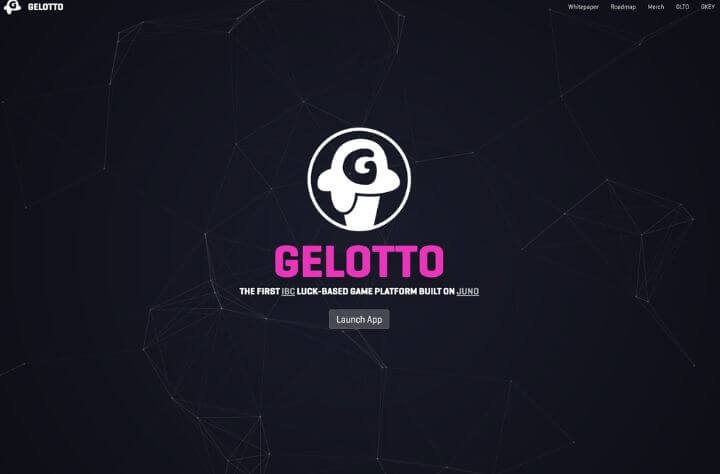 GELOTTO
Whitepaper Roadmap Merch GLTO GKEY
G
GELOTTO
THE FIRST IBC LUCK-BASED GAME PLATFORM BUILT ON JUNO
Launch App